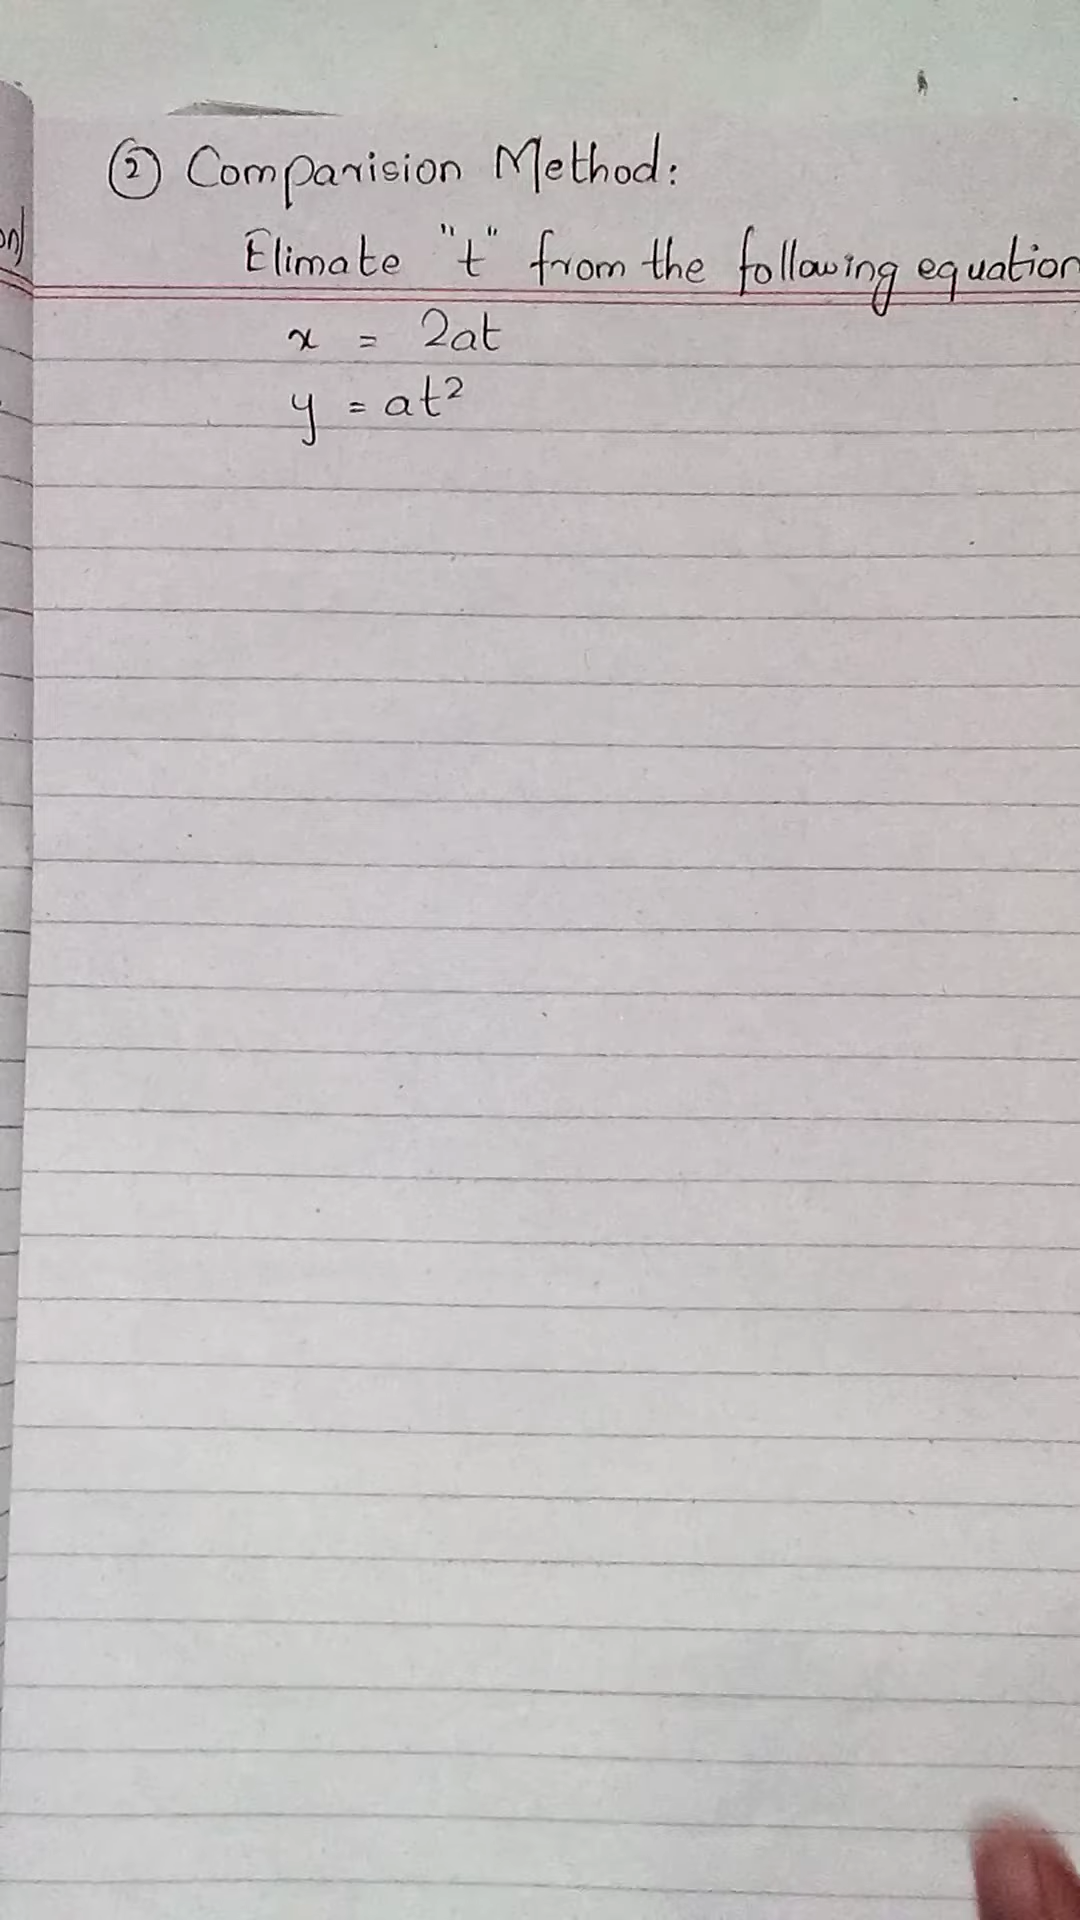 ② Comparision Method:
Elimate "t" from the following equation
x = 2at
y = at²